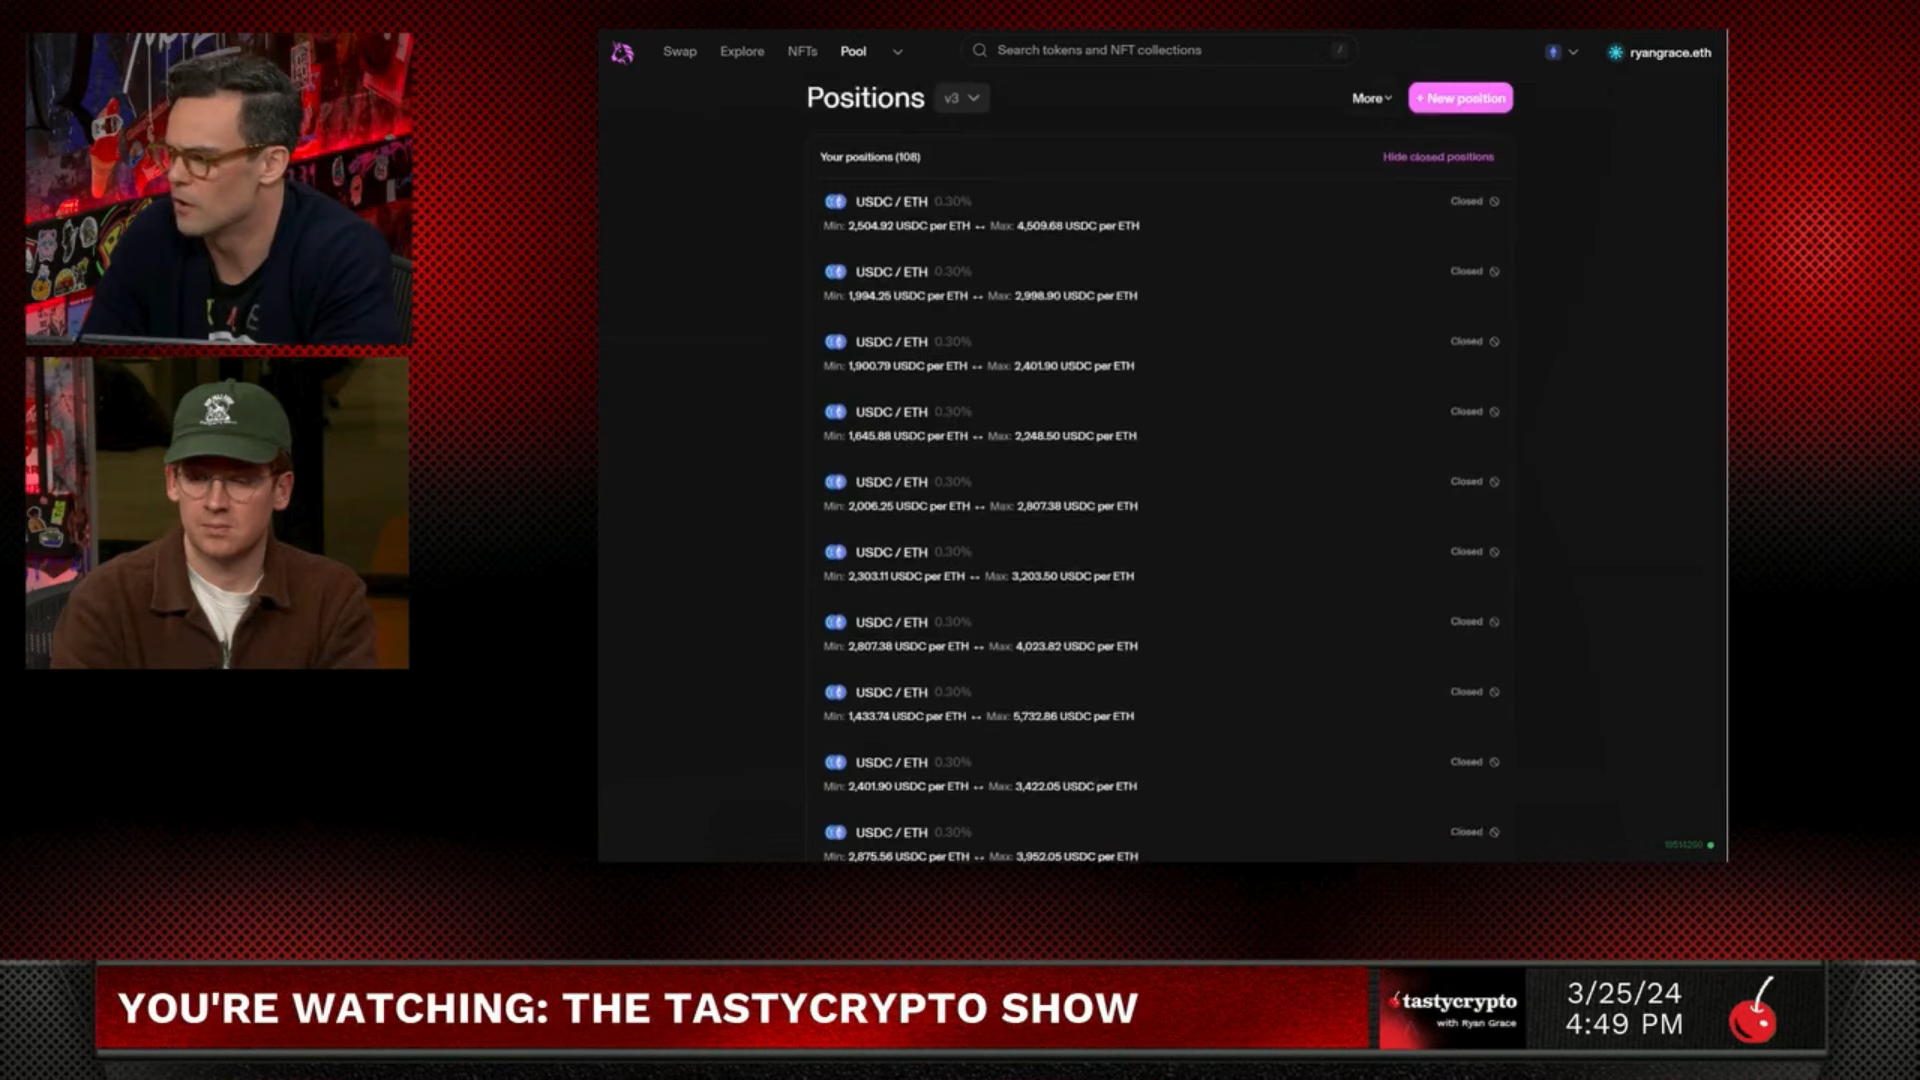 Swap Explore NFTs Pool
Search tokens and NFT collections /
ryangrace.eth
Positions v3
More
+ New position
Your positions (108)
Hide closed positions
USDC / ETH 0.30%
Closed
Min: 2,504.92 USDC per ETH ↔ Max: 4,509.68 USDC per ETH
USDC / ETH 0.30%
Closed
Min: 1,994.25 USDC per ETH ↔ Max: 2,998.90 USDC per ETH
USDC / ETH 0.30%
Closed
Min: 1,900.79 USDC per ETH ↔ Max: 2,401.90 USDC per ETH
USDC / ETH 0.30%
Closed
Min: 1,645.88 USDC per ETH ↔ Max: 2,248.50 USDC per ETH
USDC / ETH 0.30%
Closed
Min: 2,006.25 USDC per ETH ↔ Max: 2,807.38 USDC per ETH
USDC / ETH 0.30%
Closed
Min: 2,303.11 USDC per ETH ↔ Max: 3,203.50 USDC per ETH
USDC / ETH 0.30%
Closed
Min: 2,807.38 USDC per ETH ↔ Max: 4,023.82 USDC per ETH
USDC / ETH 0.30%
Closed
Min: 1,433.74 USDC per ETH ↔ Max: 5,732.86 USDC per ETH
USDC / ETH 0.30%
Closed
Min: 2,401.90 USDC per ETH ↔ Max: 3,422.05 USDC per ETH
USDC / ETH 0.30%
Closed
Min: 2,875.56 USDC per ETH ↔ Max: 3,952.05 USDC per ETH
YOU'RE WATCHING: THE TASTYCRYPTO SHOW
tastycrypto
with Ryan Grace
3/25/24
4:49 PM